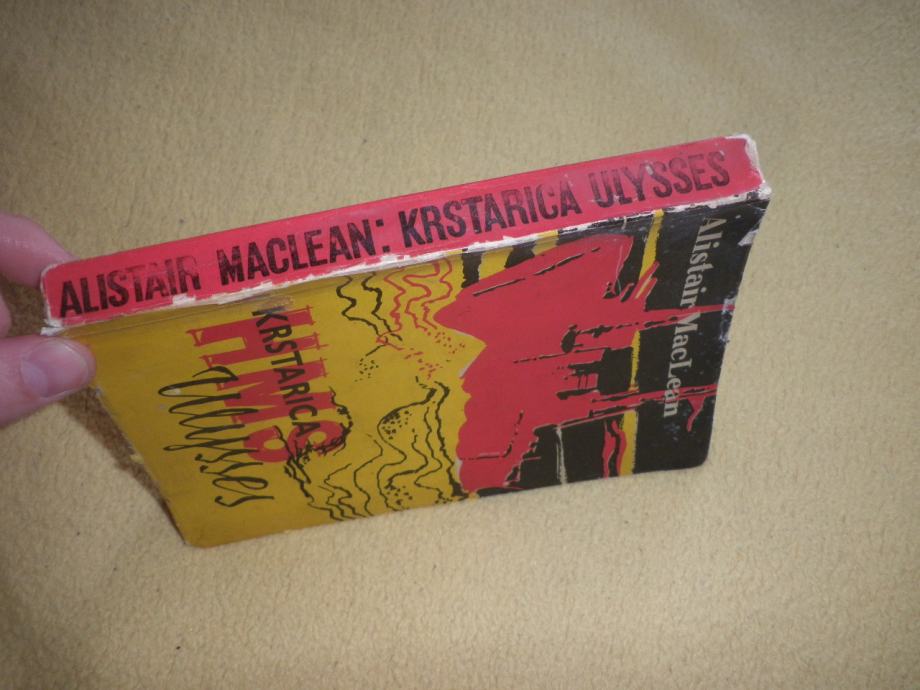 ALISTAIR MACLEAN: KRSTARICA ULYSSES
Alistair MacLean
KRSTARICA
HMS
Ulysses